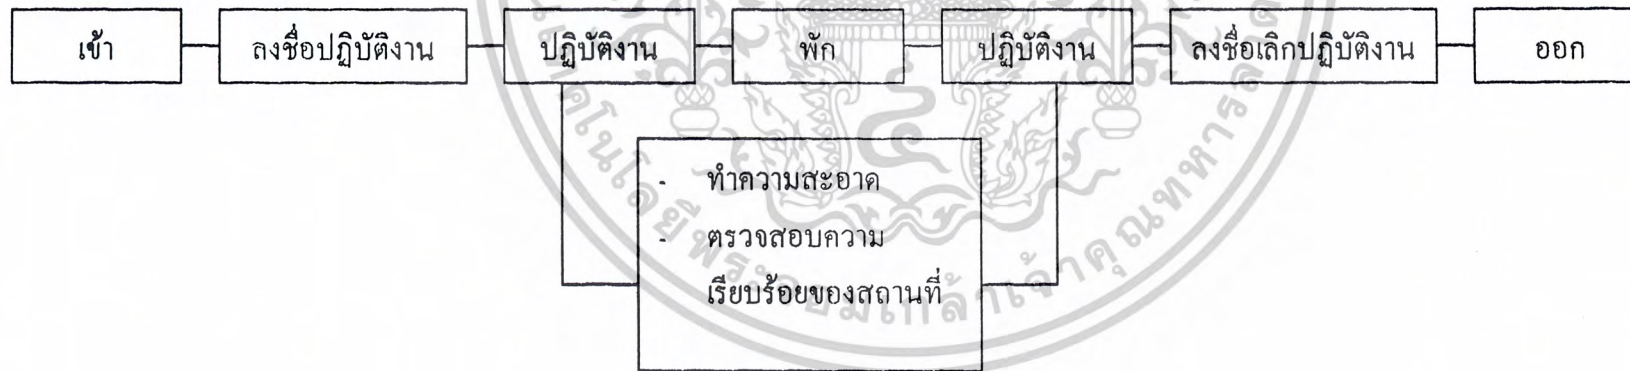 เข้า
ลงชื่อปฏิบัติงาน
ปฏิบัติงาน
พัก
ปฏิบัติงาน
ลงชื่อเลิกปฏิบัติงาน
ออก
- ทำความสะอาด
- ตรวจสอบความ
เรียบร้อยของสถานที่